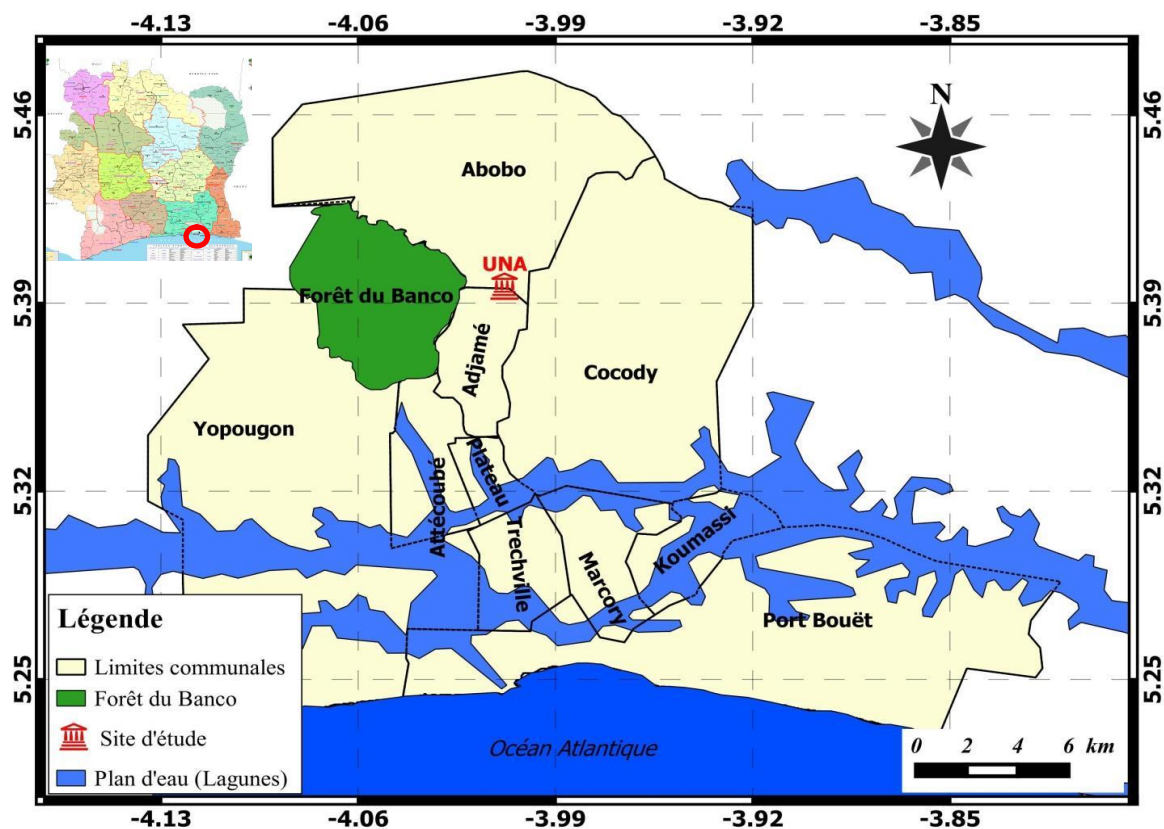 -4.13 -4.06 -3.99 -3.92 -3.85
5.46 5.46
N
Abobo
UNA
5.39 5.39
Forêt du Banco
Adjamé
Cocody
Yopougon
Plateau
Attécoubé
5.32 5.32
Trechville
Koumassi
Marcory
Port Bouët
Légende
Limites communales
Forêt du Banco
Site d'étude
Plan d'eau (Lagunes)
5.25 5.25
Océan Atlantique
0 2 4 6 km
-4.13 -4.06 -3.99 -3.92 -3.85